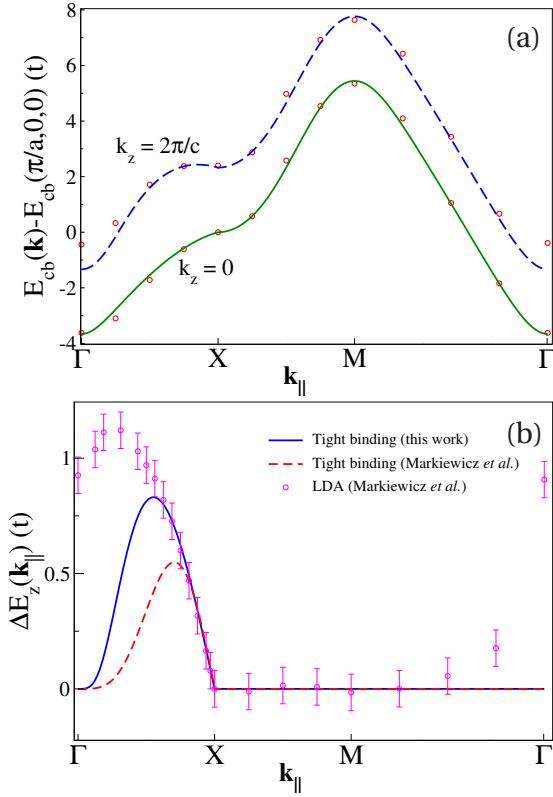 (a)
E_cb(k)-E_cb(π/a,0,0) (t)
8
6
4
2
0
-2
-4
k_z = 2π/c
k_z = 0
Γ X M Γ
k_||
(b)
Tight binding (this work)
Tight binding (Markiewicz et al.)
LDA (Markiewicz et al.)
ΔE_z(k_||) (t)
1
0.5
0
Γ X M Γ
k_||